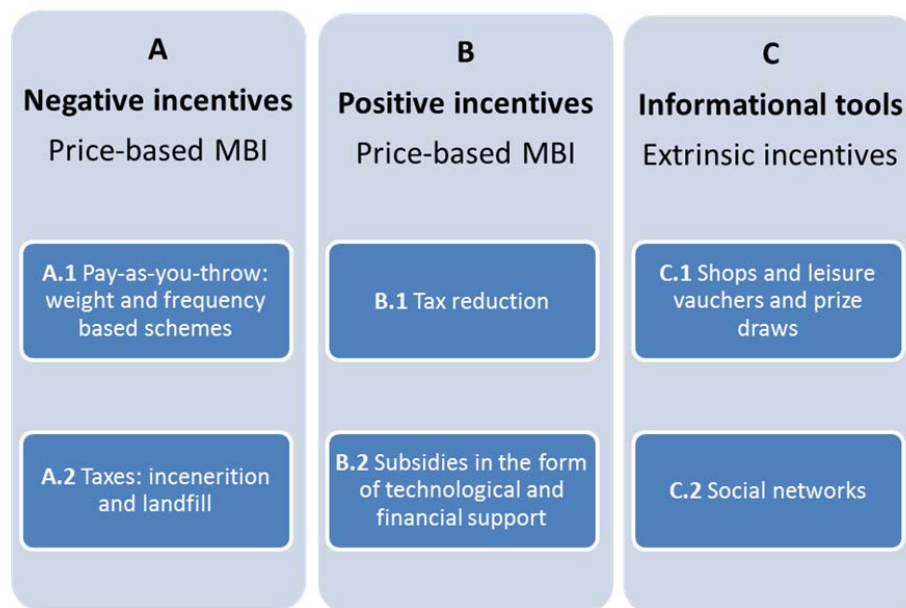 A
Negative incentives
Price-based MBI
A.1 Pay-as-you-throw:
weight and frequency
based schemes
A.2 Taxes: incenerition
and landfill
B
Positive incentives
Price-based MBI
B.1 Tax reduction
B.2 Subsidies in the form
of technological and
financial support
C
Informational tools
Extrinsic incentives
C.1 Shops and leisure
vauchers and prize
draws
C.2 Social networks